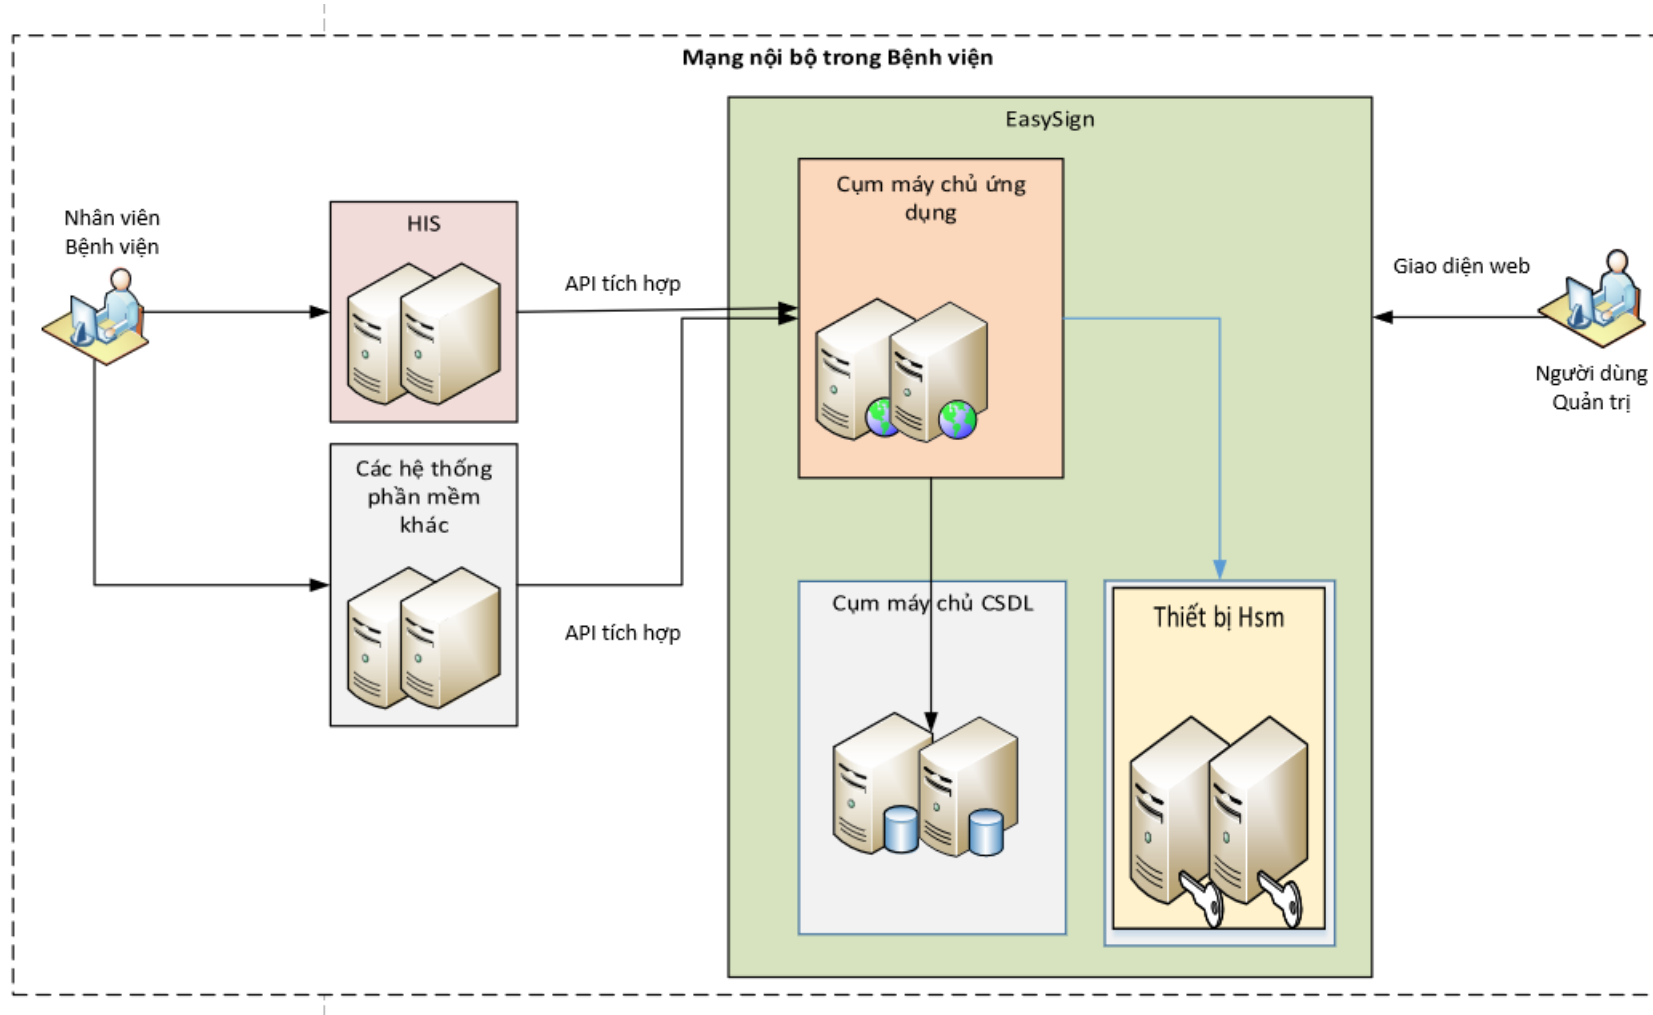 Mạng nội bộ trong Bệnh viện
EasySign
Cụm máy chủ ứng
dụng
Nhân viên
Bệnh viện
HIS
API tích hợp
Giao diện web
Người dùng
Quản trị
Các hệ thống
phần mềm
khác
API tích hợp
Cụm máy chủ CSDL
Thiết bị Hsm